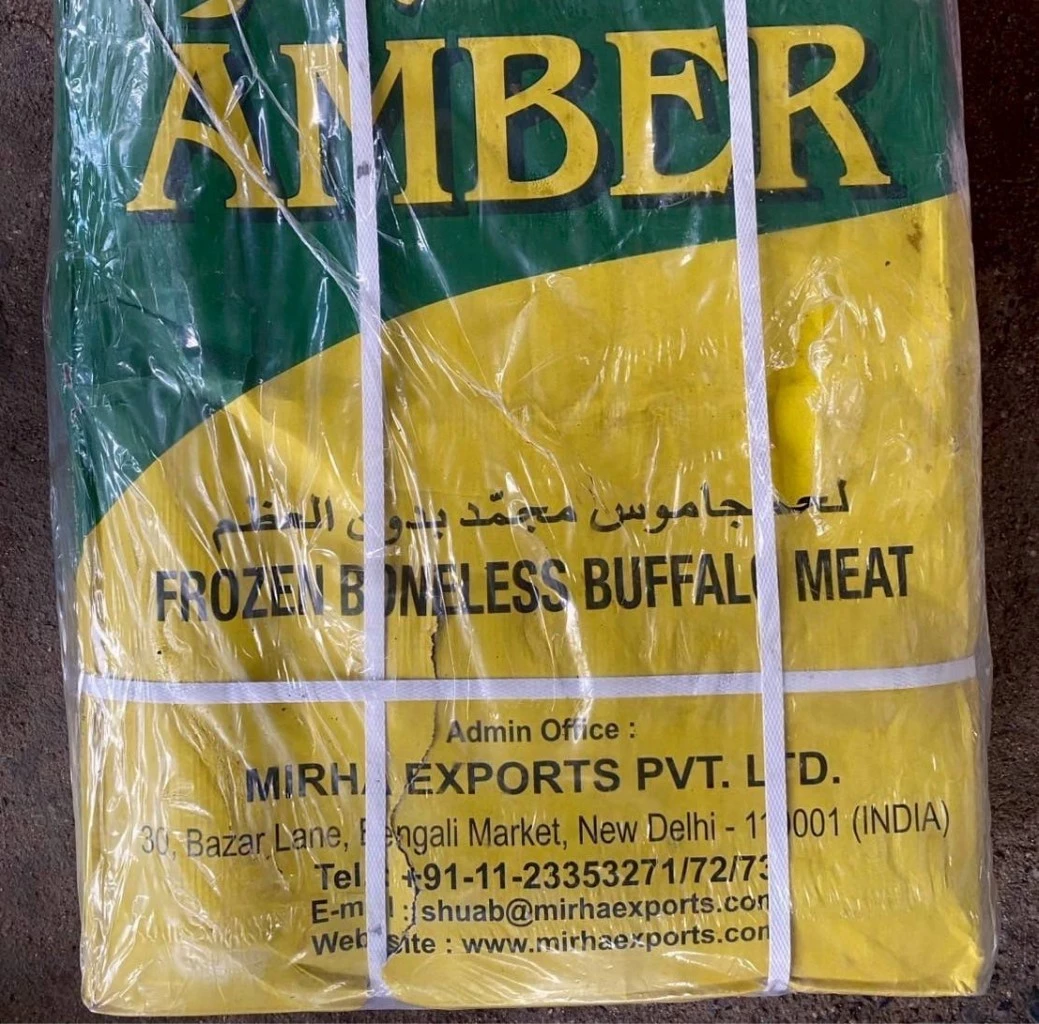 AMBER
لحم جاموس مجمّد بدون العظم
FROZEN BONELESS BUFFALO MEAT
Admin Office :
MIRHA EXPORTS PVT. LTD.
30, Bazar Lane, Bengali Market, New Delhi - 110001 (INDIA)
Tel : +91-11-23353271/72/73
E-mail : shuab@mirhaexports.com
Website : www.mirhaexports.com